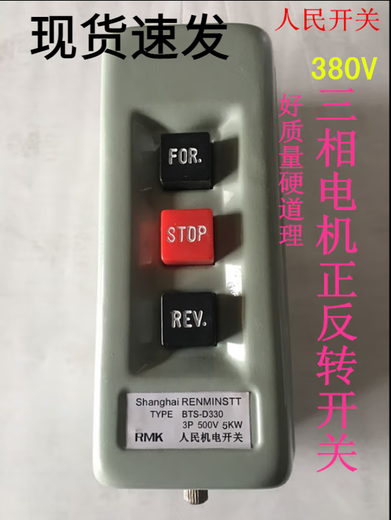 现货速发
人民开关
380V
三相电机正反转开关
好质量硬道理
FOR.
STOP
REV.
Shanghai RENMINSTT
TYPE BTS-D330
3P 500V 5KW
RMK 人民机电开关